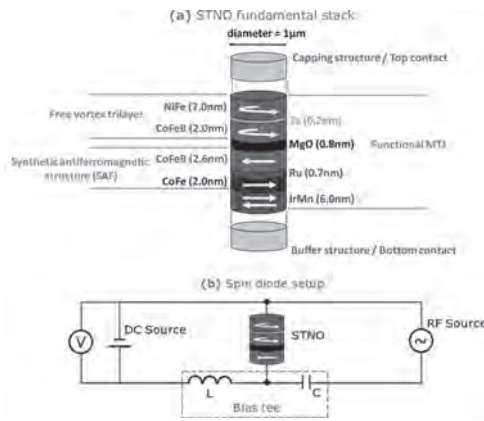 (a) STNO fundamental stack
diameter = 1μm
Capping structure / Top contact
NiFe (7.0nm)
Free vortex trilayer
Ta (0.2nm)
CoFeB (2.0nm)
MgO (0.8nm)
Functional MTJ
CoFeB (2.6nm)
Synthetic antiferromagnetic
structure (SAF)
Ru (0.7nm)
CoFe (2.0nm)
IrMn (6.0nm)
Buffer structure / Bottom contact
(b) Spin diode setup
DC Source
RF Source
STNO
V
L
C
Bias tee